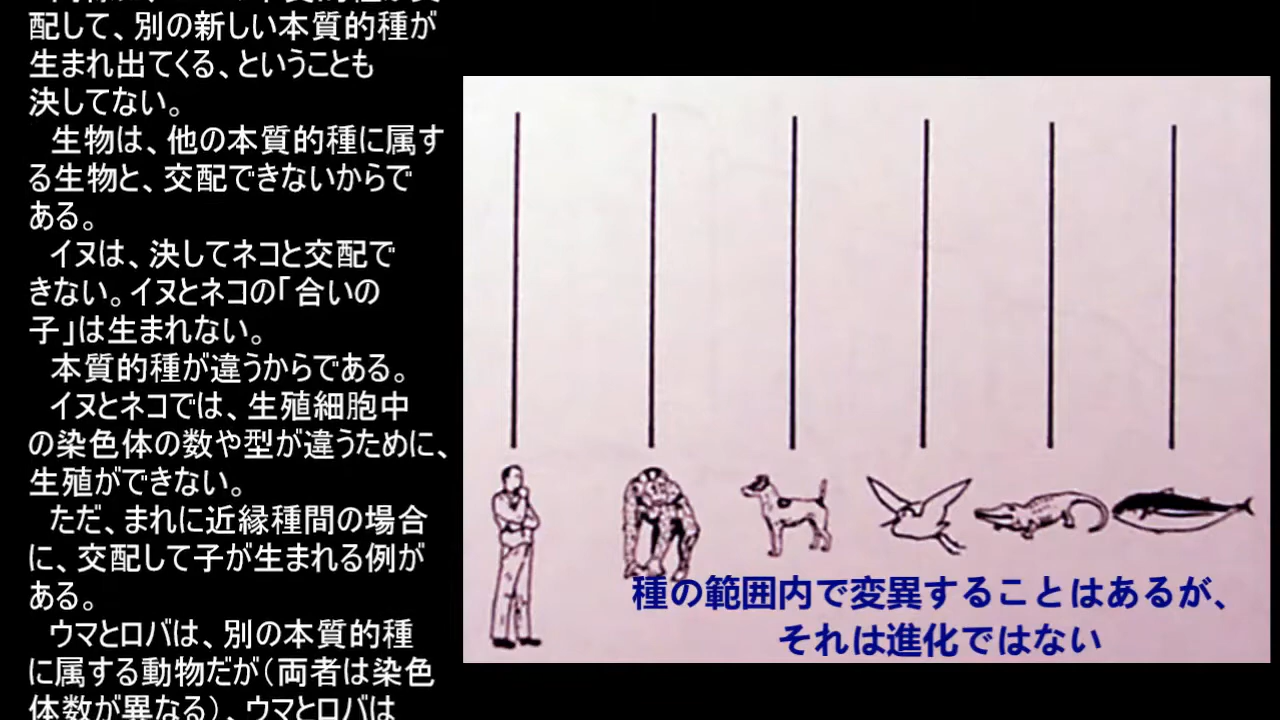 配して、別の新しい本質的種が
生まれ出てくる、ということも
決してない。
生物は、他の本質的種に属す
る生物と、交配できないからで
ある。
イヌは、決してネコと交配で
きない。イヌとネコの「合いの
子」は生まれない。
本質的種が違うからである。
イヌとネコでは、生殖細胞中
の染色体の数や型が違うために、
生殖ができない。
ただ、まれに近縁種間の場合
に、交配して子が生まれる例が
ある。
ウマとロバは、別の本質的種
に属する動物だが（両者は染色
体数が異なる）、ウマとロバは
種の範囲内で変異することはあるが、
それは進化ではない